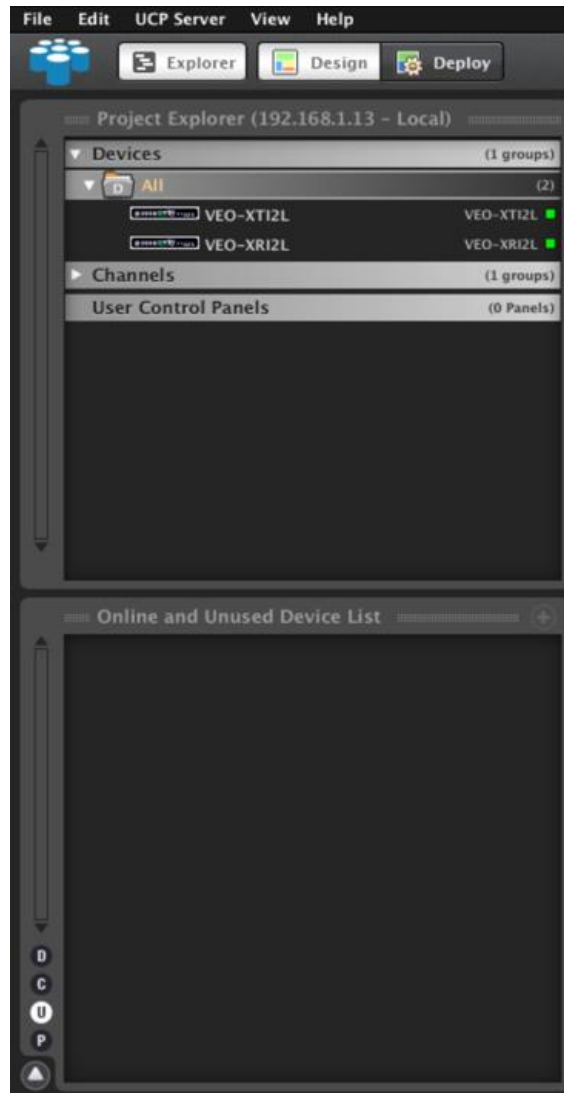 File Edit UCP Server View Help
Explorer Design Deploy
Project Explorer (192.168.1.13 - Local)
Devices (1 groups)
D All (2)
VEO-XTI2L VEO-XTI2L
VEO-XRI2L VEO-XRI2L
Channels (1 groups)
User Control Panels (0 Panels)
Online and Unused Device List
D
C
U
P